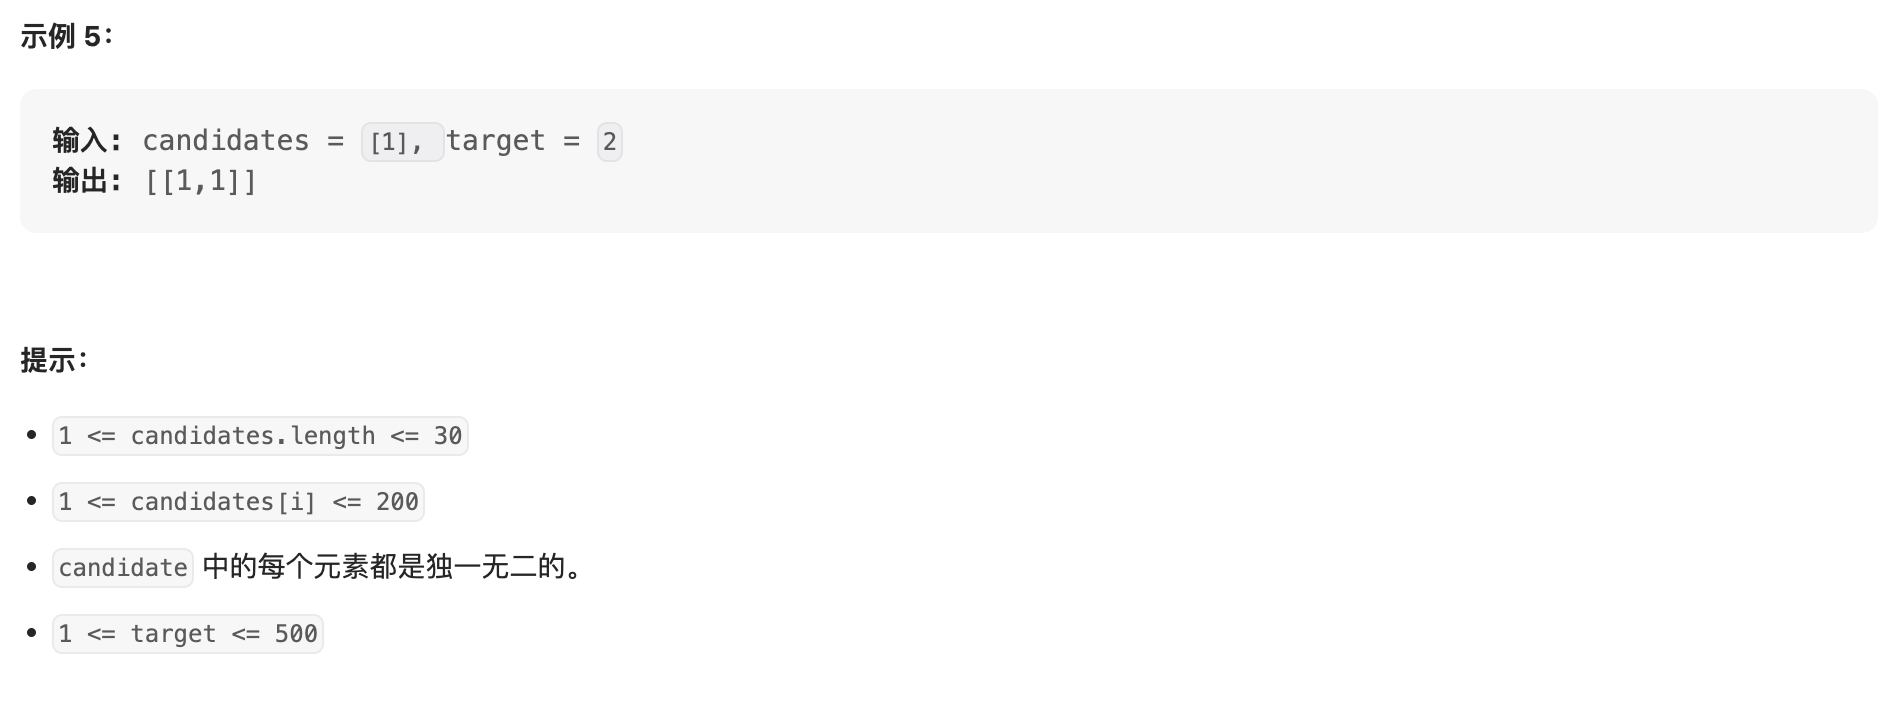 示例 5：
输入: candidates = [1], target = 2
输出: [[1,1]]
提示：
1 <= candidates.length <= 30
1 <= candidates[i] <= 200
candidate 中的每个元素都是独一无二的。
1 <= target <= 500